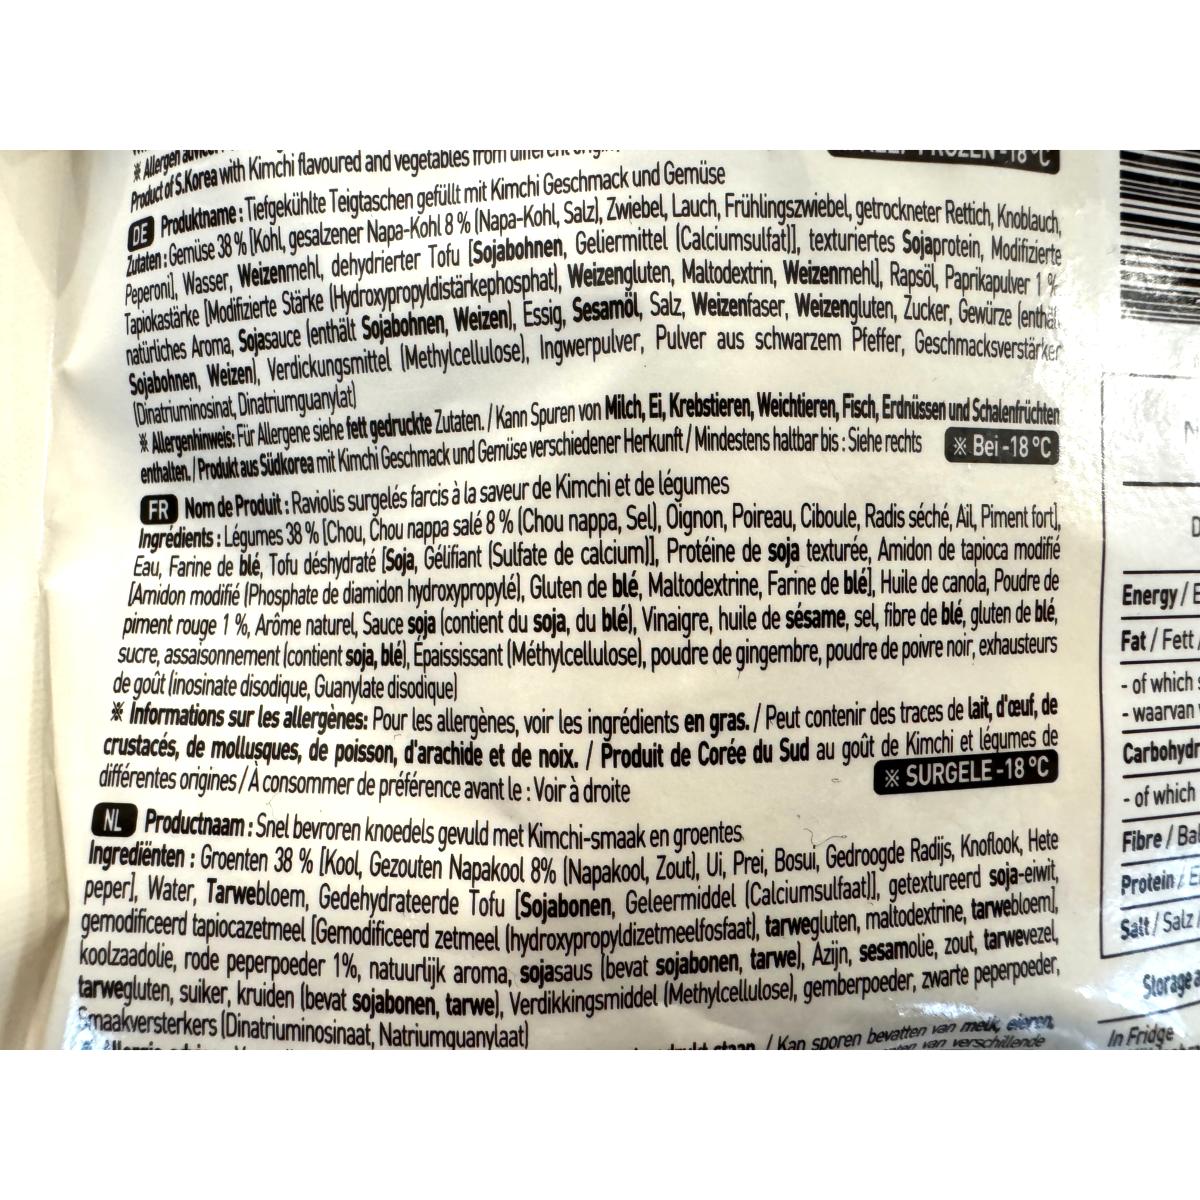 ※ Allergen
Product of S.Korea with Kimchi flavoured and vegetables from
-18 °C
DE Produktname : Tiefgekühlte Teigtaschen gefüllt mit Kimchi Geschmack und Gemüse
Zutaten : Gemüse 38 % [Kohl, gesalzener Napa-Kohl 8 % (Napa-Kohl, Salz), Zwiebel, Lauch, Frühlingszwiebel, getrockneter Rettich, Knoblauch,
Peperoni], Wasser, Weizenmehl, dehydrierter Tofu [Sojabohnen, Geliermittel (Calciumsulfat)], texturiertes Sojaprotein, Modifizierte
Tapiokastärke [Modifizierte Stärke (Hydroxypropyldistärkephosphat), Weizengluten, Maltodextrin, Weizenmehl], Rapsöl, Paprikapulver 1 %
natürliches Aroma, Sojasauce (enthält Sojabohnen, Weizen), Essig, Sesamöl, Salz, Weizenfaser, Weizengluten, Zucker, Gewürze (enthält
Sojabohnen, Weizen), Verdickungsmittel (Methylcellulose), Ingwerpulver, Pulver aus schwarzem Pfeffer, Geschmacksverstärker
(Dinatriuminosinat, Dinatriumguanylat)
※ Allergenhinweis: Für Allergene siehe fett gedruckte Zutaten. / Kann Spuren von Milch, Ei, Krebstieren, Weichtieren, Fisch, Erdnüssen und Schalenfrüchten
enthalten. / Produkt aus Südkorea mit Kimchi Geschmack und Gemüse verschiedener Herkunft / Mindestens haltbar bis : Siehe rechts ※ Bei -18 °C
FR Nom de Produit : Raviolis surgelés farcis à la saveur de Kimchi et de légumes
Ingrédients : Légumes 38 % [Chou, Chou nappa salé 8 % (Chou nappa, Sel), Oignon, Poireau, Ciboule, Radis séché, Ail, Piment fort],
Eau, Farine de blé, Tofu déshydraté [Soja, Gélifiant (Sulfate de calcium)], Protéine de soja texturée, Amidon de tapioca modifié
[Amidon modifié (Phosphate de diamidon hydroxypropylé), Gluten de blé, Maltodextrine, Farine de blé], Huile de canola, Poudre de
piment rouge 1 %, Arôme naturel, Sauce soja (contient du soja, du blé), Vinaigre, huile de sésame, sel, fibre de blé, gluten de blé,
sucre, assaisonnement (contient soja, blé), Épaississant (Méthylcellulose), poudre de gingembre, poudre de poivre noir, exhausteurs
de goût (inosinate disodique, Guanylate disodique)
※ Informations sur les allergènes: Pour les allergènes, voir les ingrédients en gras. / Peut contenir des traces de lait, d'œuf, de
crustacés, de mollusques, de poisson, d'arachide et de noix. / Produit de Corée du Sud au goût de Kimchi et légumes de
différentes origines / À consommer de préférence avant le : Voir à droite ※ SURGELE -18 °C
NL Productnaam : Snel bevroren knoedels gevuld met Kimchi-smaak en groentes
Ingrediënten : Groenten 38 % [Kool, Gezouten Napakool 8% (Napakool, Zout), Ui, Prei, Bosui, Gedroogde Radijs, Knoflook, Hete
peper], Water, Tarwebloem, Gedehydrateerde Tofu [Sojabonen, Geleermiddel (Calciumsulfaat)], getextureerd soja-eiwit,
gemodificeerd tapiocazetmeel [Gemodificeerd zetmeel (hydroxypropyldizetmeelfosfaat), tarwegluten, maltodextrine, tarwebloem],
koolzaadolie, rode peperpoeder 1%, natuurlijk aroma, sojasaus (bevat sojabonen, tarwe), Azijn, sesamolie, zout, tarwevezel,
tarwegluten, suiker, kruiden (bevat sojabonen, tarwe), Verdikkingsmiddel (Methylcellulose), gemberpoeder, zwarte peperpoeder,
Smaakversterkers (Dinatriuminosinaat, Natriumguanylaat)
/ Kan sporen bevatten van melk, eieren,
van verschillende
Energy /
Fat / Fett /
- of which
- waarvan
Carbohydr
- of which
Fibre /
Protein /
Salt / Salz /
Storage
In Fridge